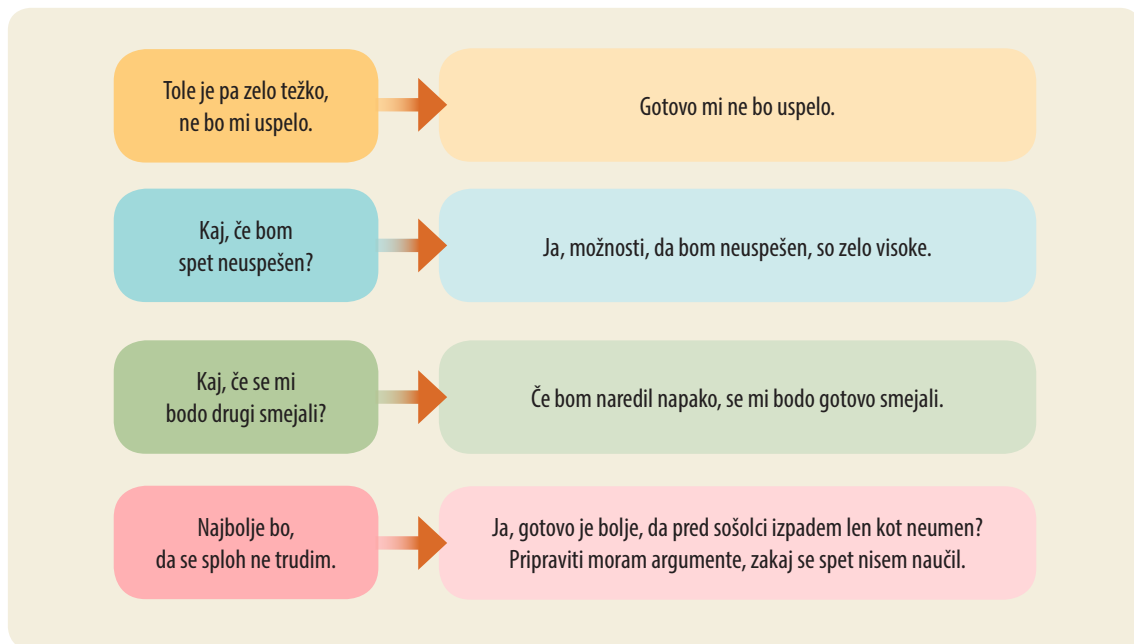 Tole je pa zelo težko,
ne bo mi uspelo.
Gotovo mi ne bo uspelo.
Kaj, če bom
spet neuspešen?
Ja, možnosti, da bom neuspešen, so zelo visoke.
Kaj, če se mi
bodo drugi smejali?
Če bom naredil napako, se mi bodo gotovo smejali.
Najbolje bo,
da se sploh ne trudim.
Ja, gotovo je bolje, da pred sošolci izpadem len kot neumen?
Pripraviti moram argumente, zakaj se spet nisem naučil.